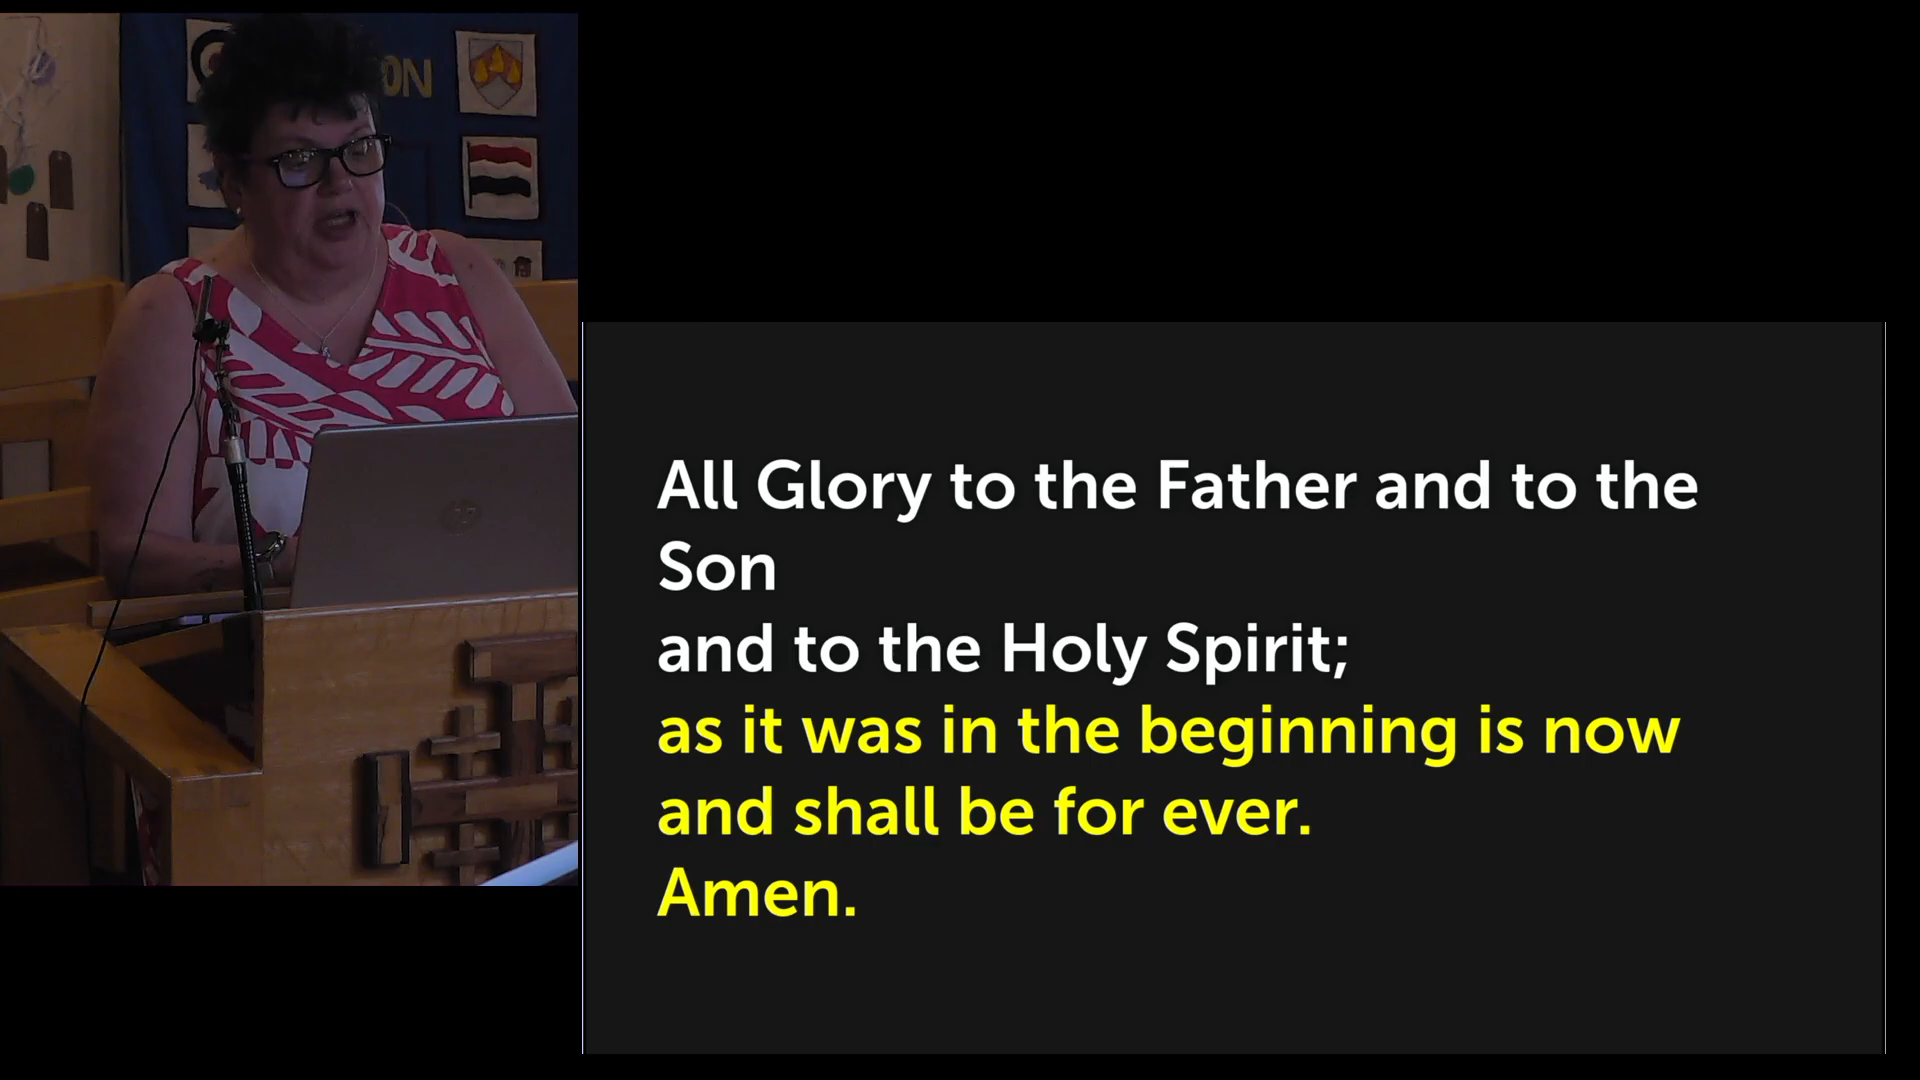 ON
All Glory to the Father and to the
Son
and to the Holy Spirit;
as it was in the beginning is now
and shall be for ever.
Amen.